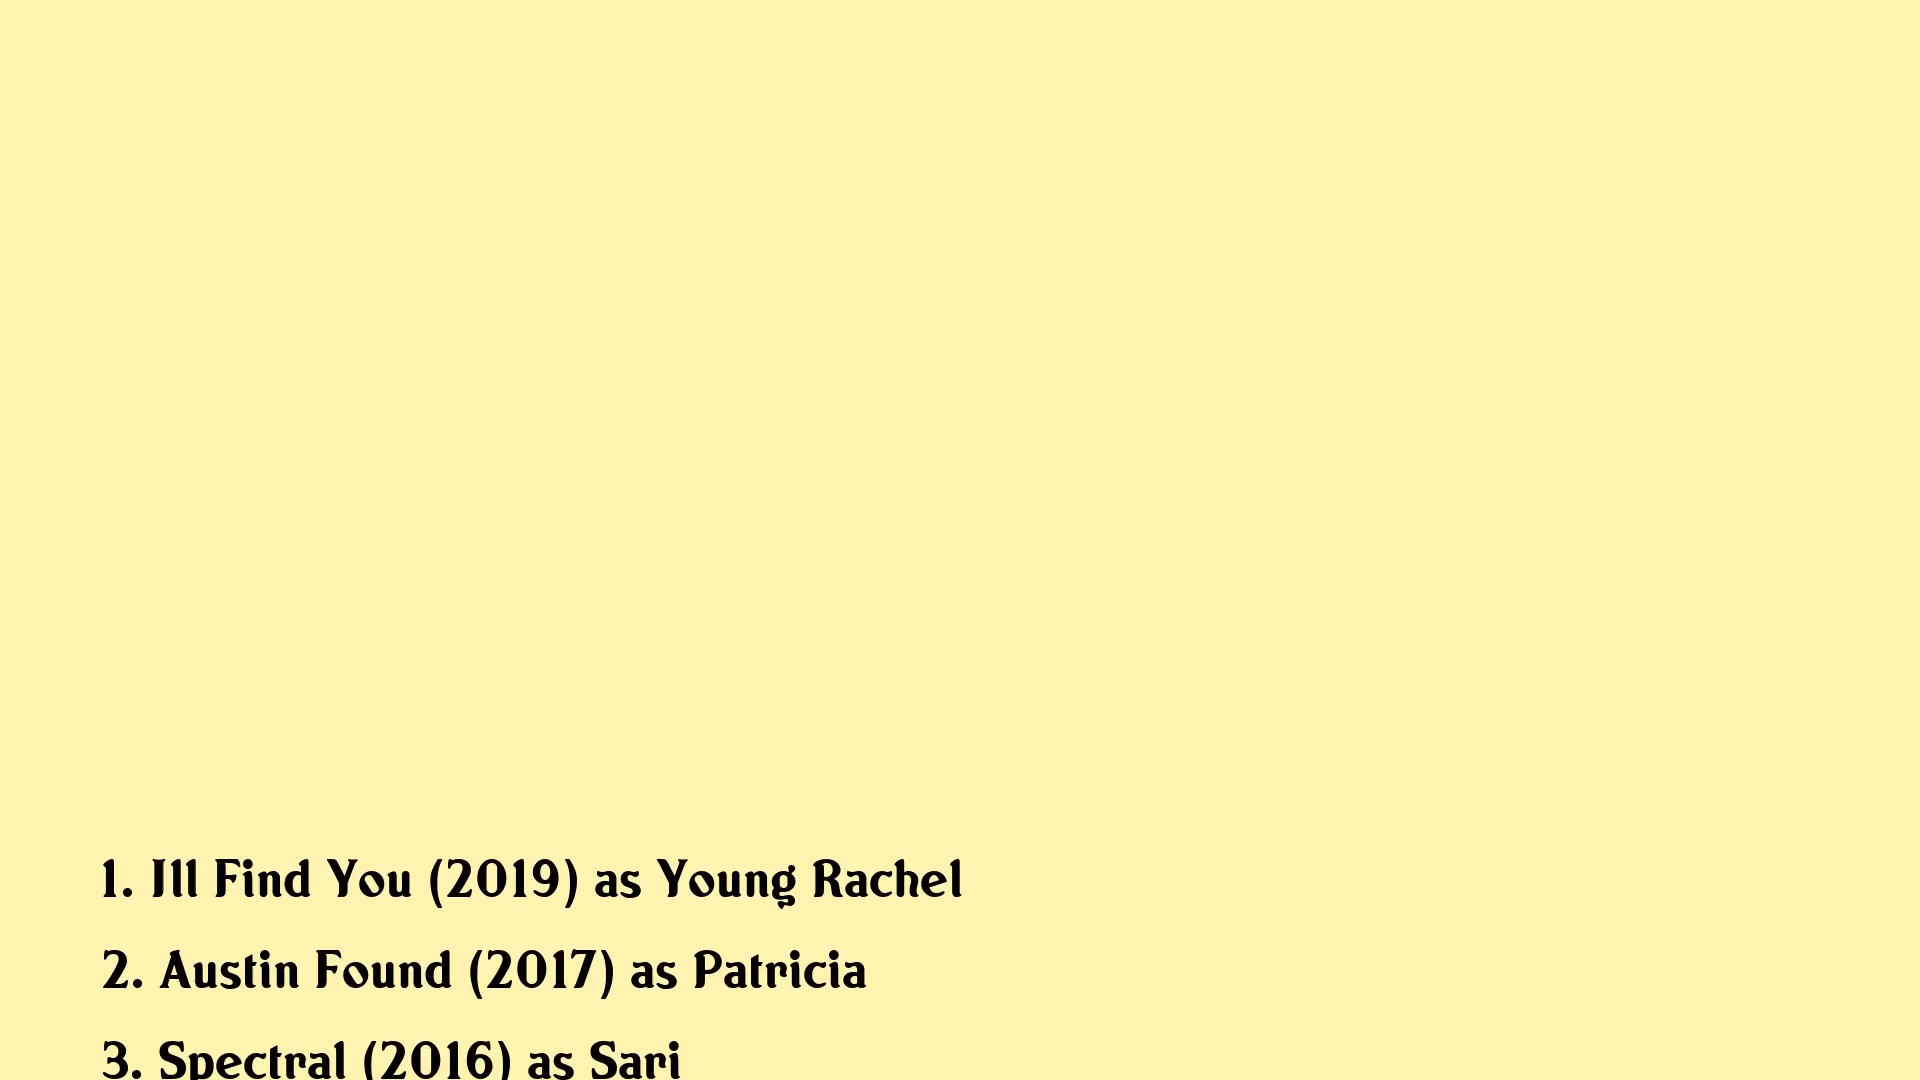 1. Ill Find You (2019) as Young Rachel
2. Austin Found (2017) as Patricia
3. Spectral (2016) as Sari